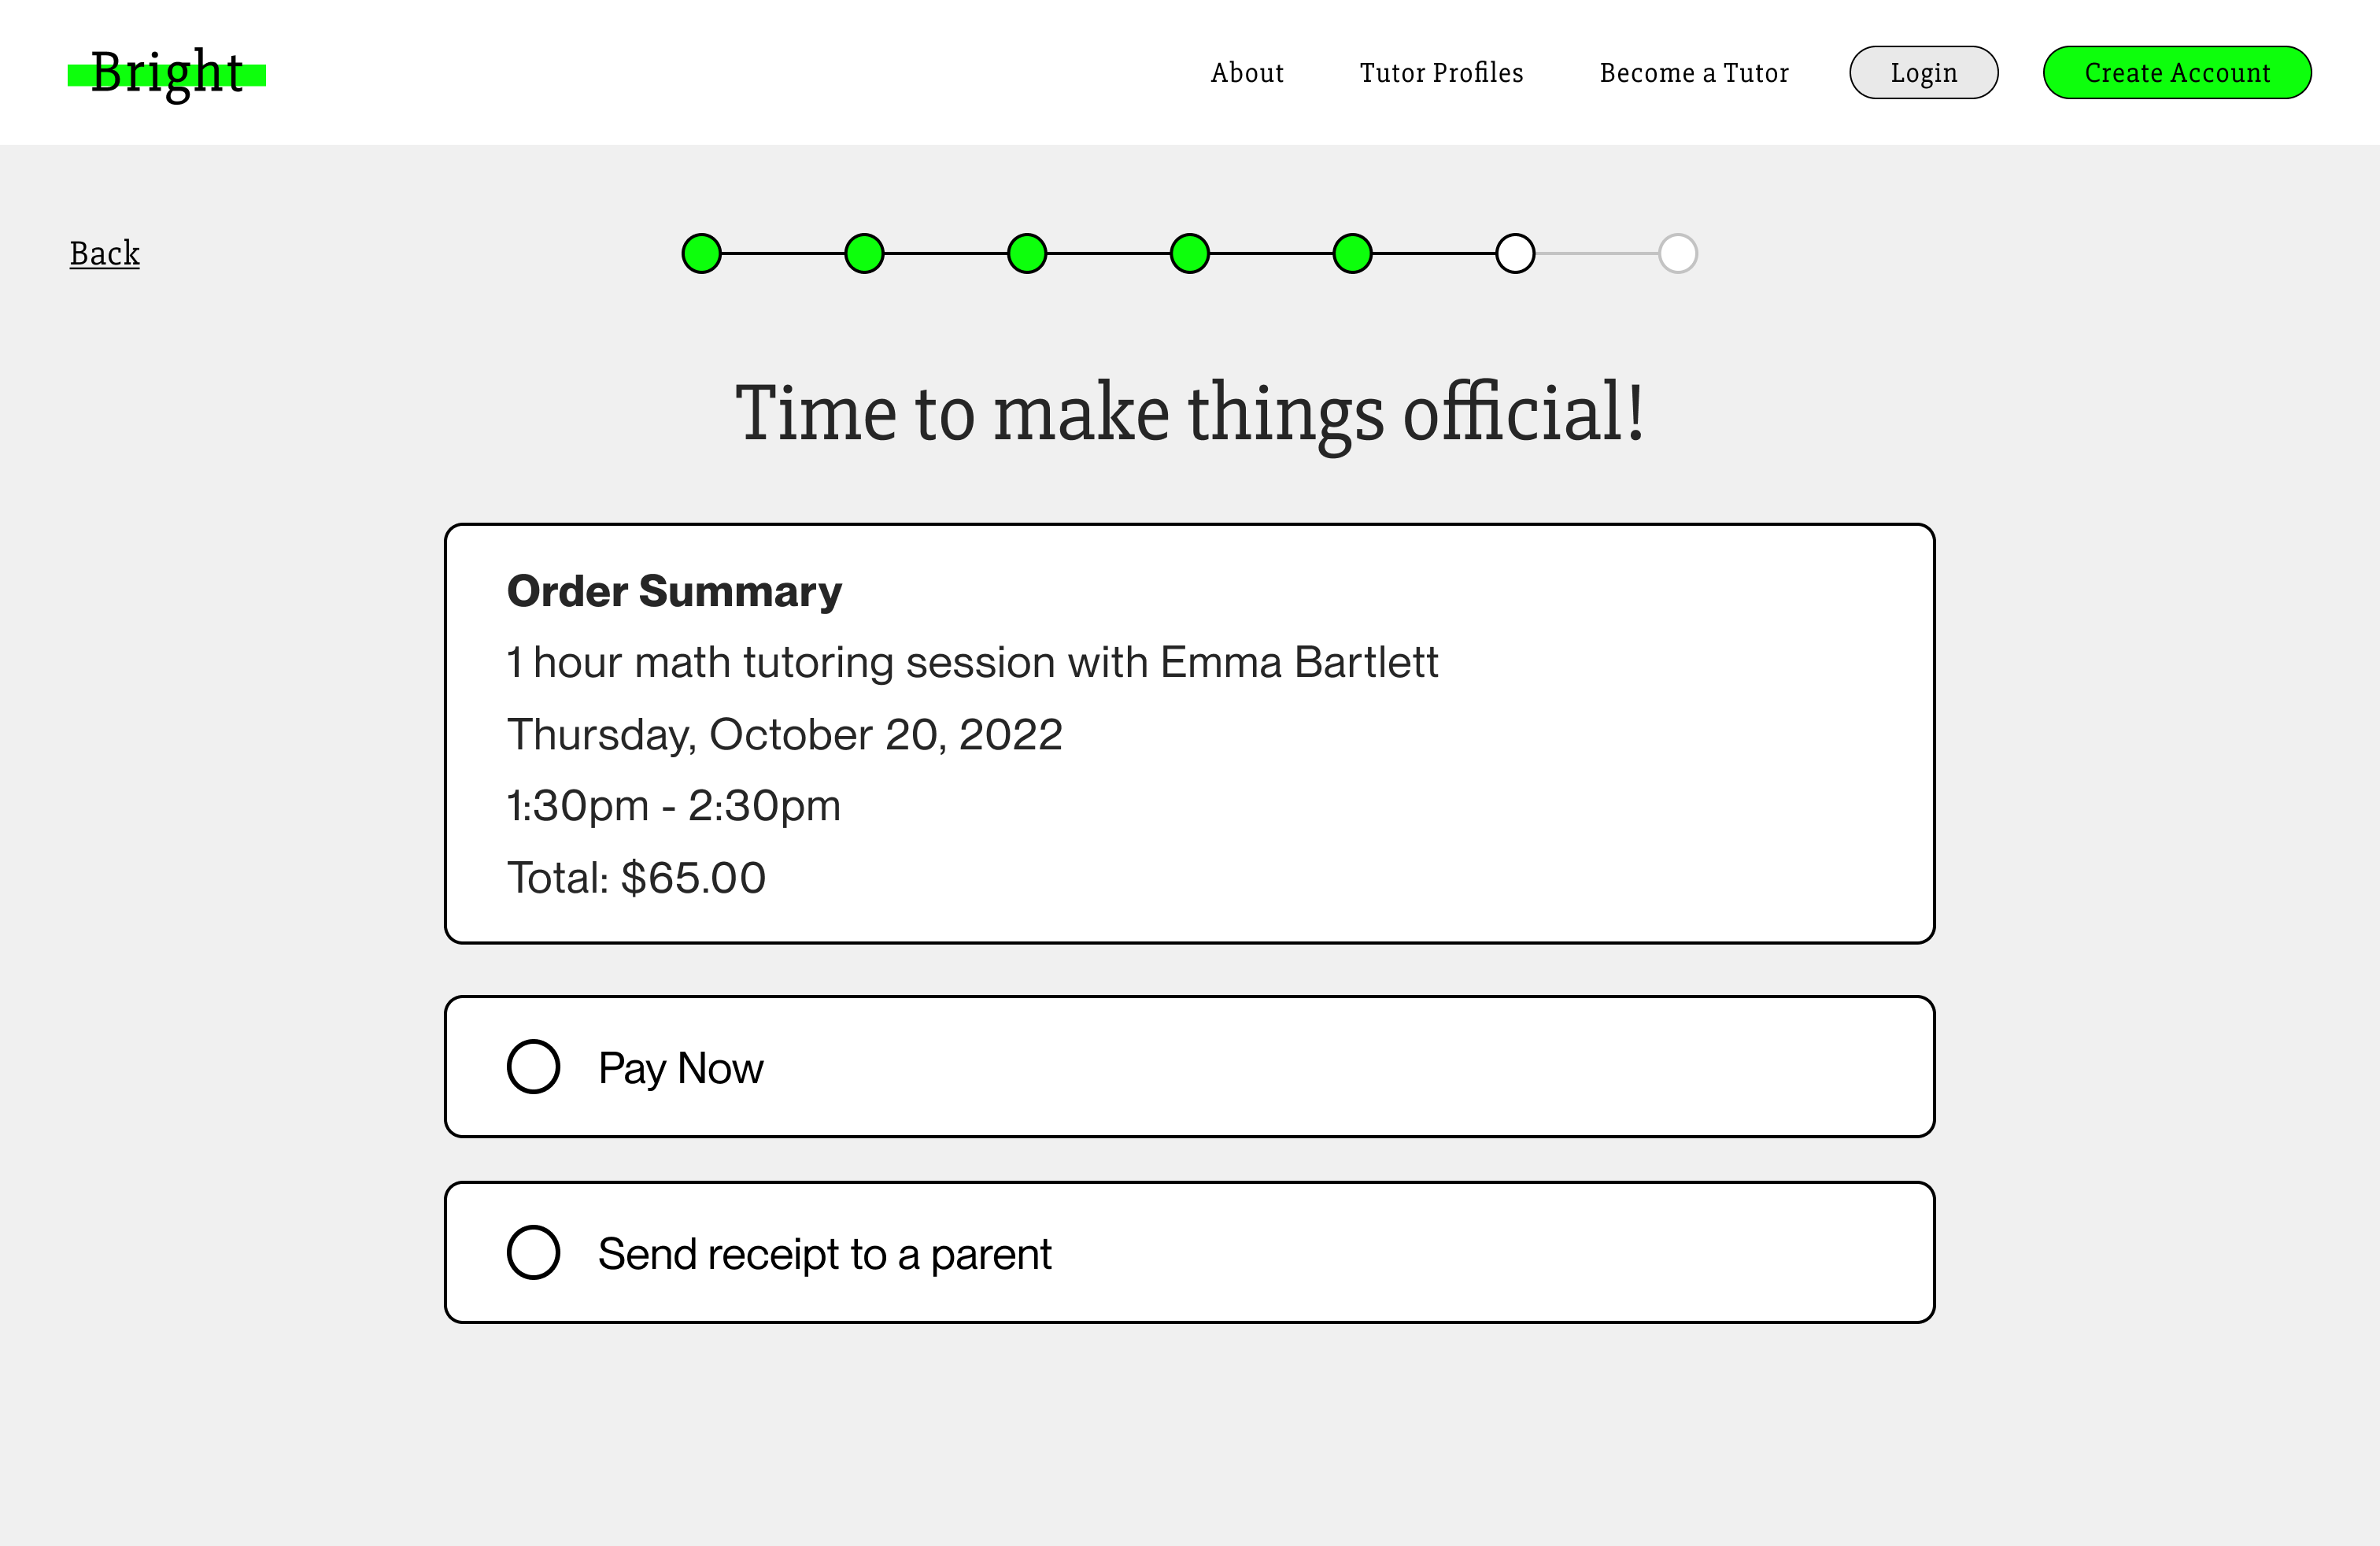 Bright
About
Tutor Profiles
Become a Tutor
Login
Create Account
Back
Time to make things official!
Order Summary
1 hour math tutoring session with Emma Bartlett
Thursday, October 20, 2022
1:30pm - 2:30pm
Total: $65.00
Pay Now
Send receipt to a parent